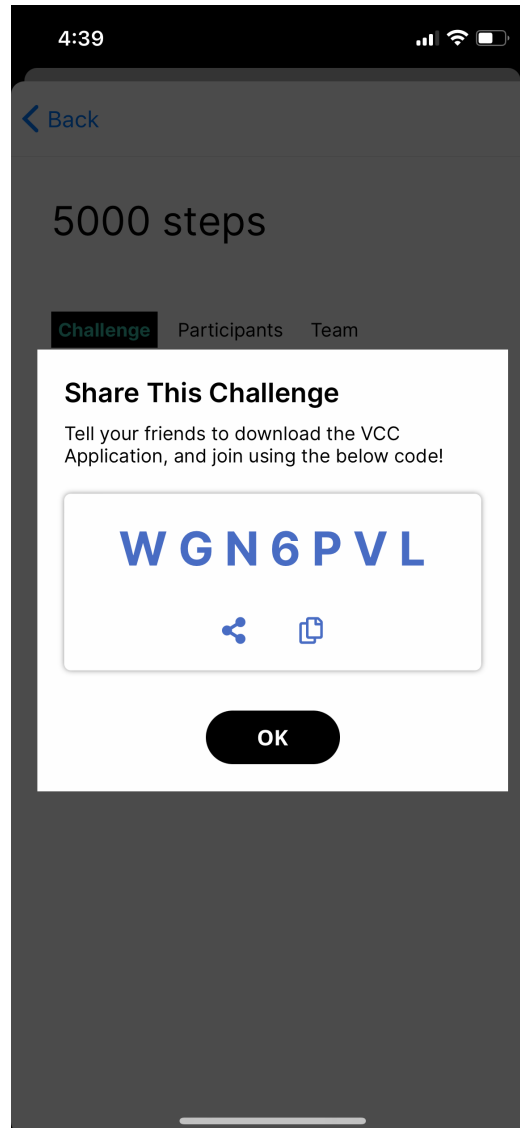 4:39
Back
5000 steps
Challenge Participants Team
Share This Challenge
Tell your friends to download the VCC
Application, and join using the below code!
WGN6PVL
OK